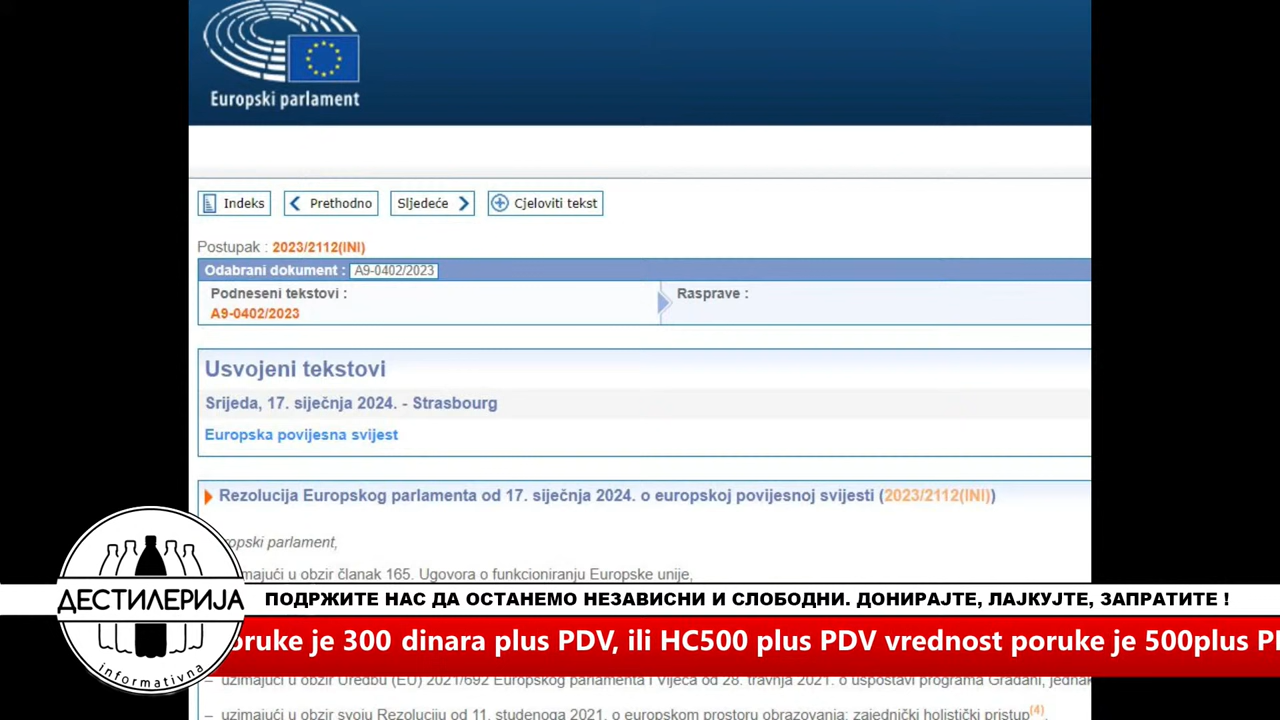 Europski parlament
Indeks Prethodno Sljedeće Cjeloviti tekst
Postupak : 2023/2112(INI)
Odabrani dokument : A9-0402/2023
Podneseni tekstovi :
A9-0402/2023
Rasprave :
Usvojeni tekstovi
Srijeda, 17. siječnja 2024. - Strasbourg
Europska povijesna svijest
Rezolucija Europskog parlamenta od 17. siječnja 2024. o europskoj povijesnoj svijesti (2023/2112(INI))
ropski parlament,
majući u obzir članak 165. Ugovora o funkcioniranju Europske unije,
ДЕСТИЛЕРИЈА
informativna
ПОДРЖИТЕ НАС ДА ОСТАНЕМО НЕЗАВИСНИ И СЛОБОДНИ. ДОНИРАЈТЕ, ЛАЈКУЈТЕ, ЗАПРАТИТЕ !
oruke je 300 dinara plus PDV, ili HC500 plus PDV vrednost poruke je 500plus P
– uzimajući u obzir Uredbu (EU) 2021/692 Europskog parlamenta i Vijeća od 28. travnja 2021. o uspostavi programa Građani, jednak
– uzimajući u obzir svoju Rezoluciju od 11. studenoga 2021. o europskom prostoru obrazovanja: zajednički holistički pristup(4),